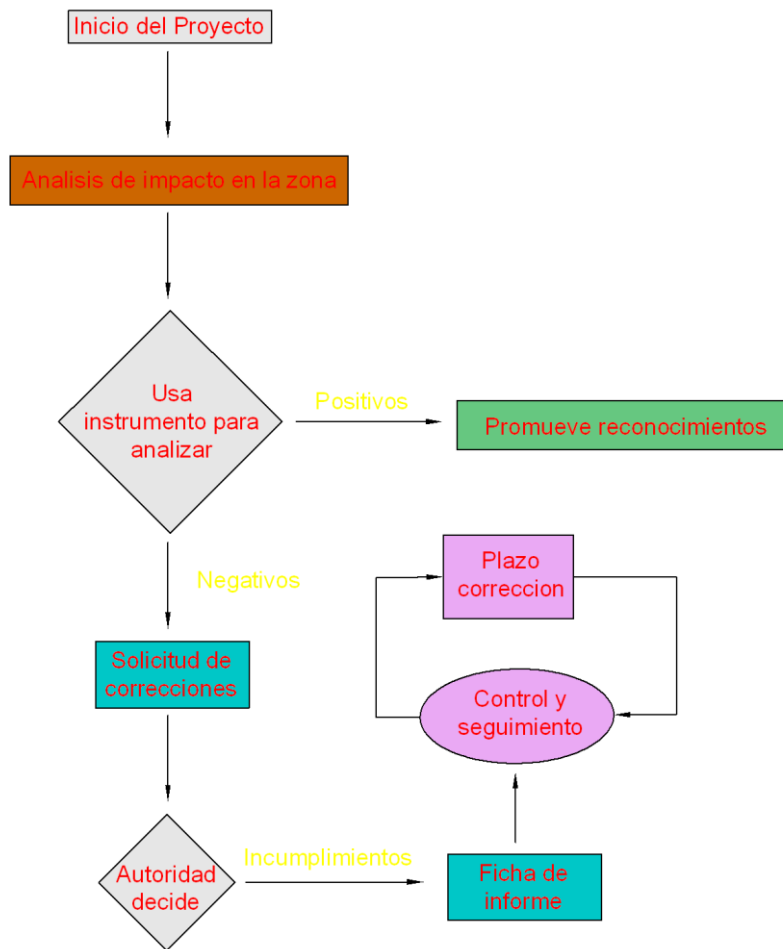 Inicio del Proyecto
Analisis de impacto en la zona
Usa
instrumento para
analizar
Positivos
Promueve reconocimientos
Negativos
Plazo
correccion
Solicitud de
correcciones
Control y
seguimiento
Autoridad
decide
Incumplimientos
Ficha de
informe